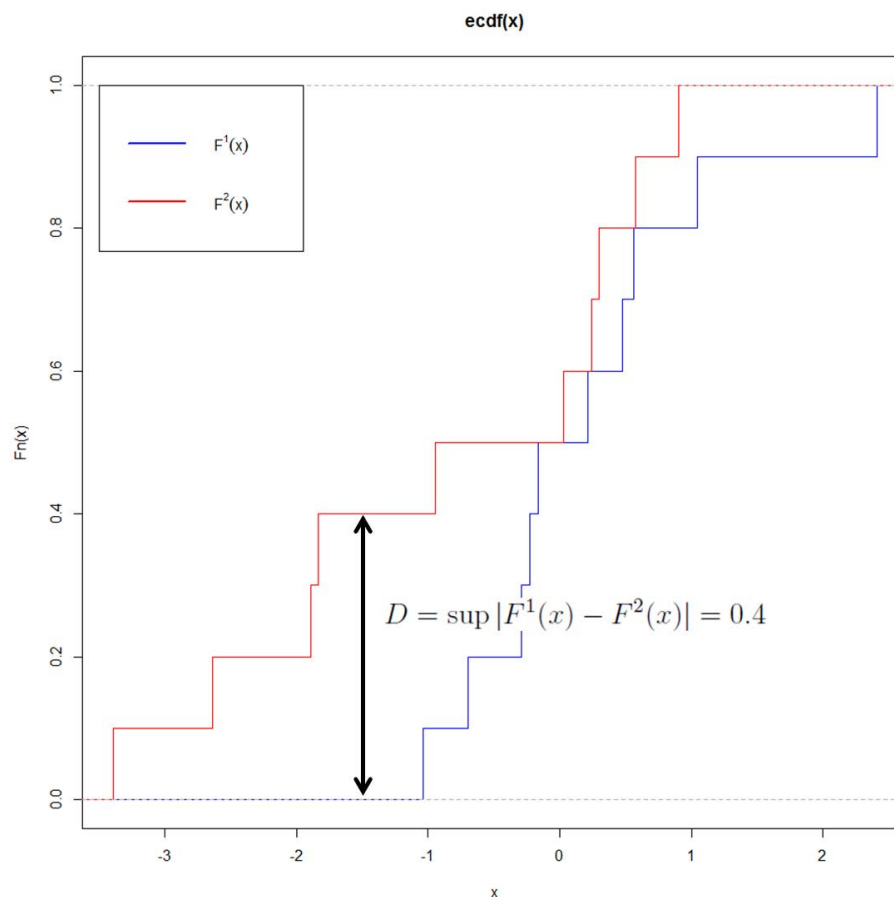 ecdf(x)
F¹(x)
F²(x)
D = sup |F¹(x) − F²(x)| = 0.4
Fn(x)
1.0
0.8
0.6
0.4
0.2
0.0
-3 -2 -1 0 1 2
x